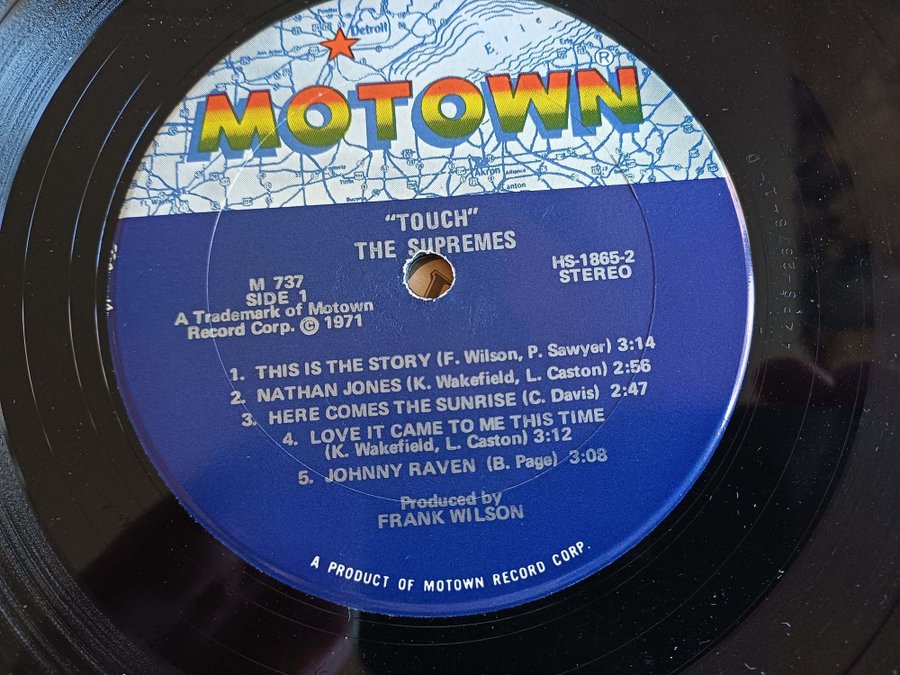 Detroit
Erie
MOTOWN®
Akron
Alliance
Canton
"TOUCH"
THE SUPREMES
M 737
SIDE 1
A Trademark of Motown
Record Corp. © 1971
HS-1865-2
STEREO
1. THIS IS THE STORY (F. Wilson, P. Sawyer) 3:14
2. NATHAN JONES (K. Wakefield, L. Caston) 2:56
3. HERE COMES THE SUNRISE (C. Davis) 2:47
4. LOVE IT CAME TO ME THIS TIME
(K. Wakefield, L. Caston) 3:12
5. JOHNNY RAVEN (B. Page) 3:08
Produced by
FRANK WILSON
A PRODUCT OF MOTOWN RECORD CORP.